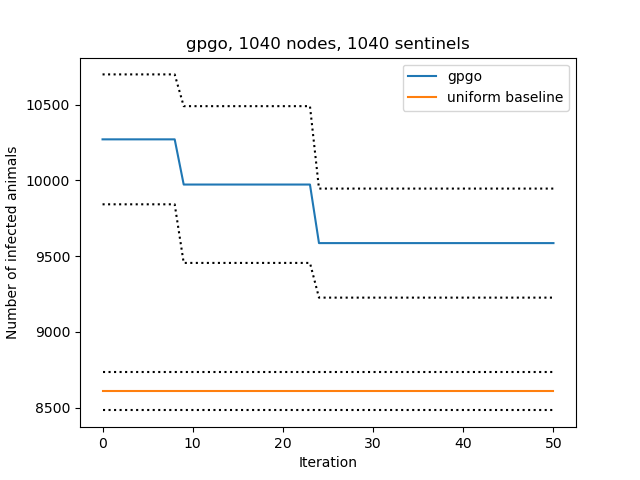 gpgo, 1040 nodes, 1040 sentinels
gpgo
uniform baseline
Number of infected animals
10500
10000
9500
9000
8500
0 10 20 30 40 50
Iteration